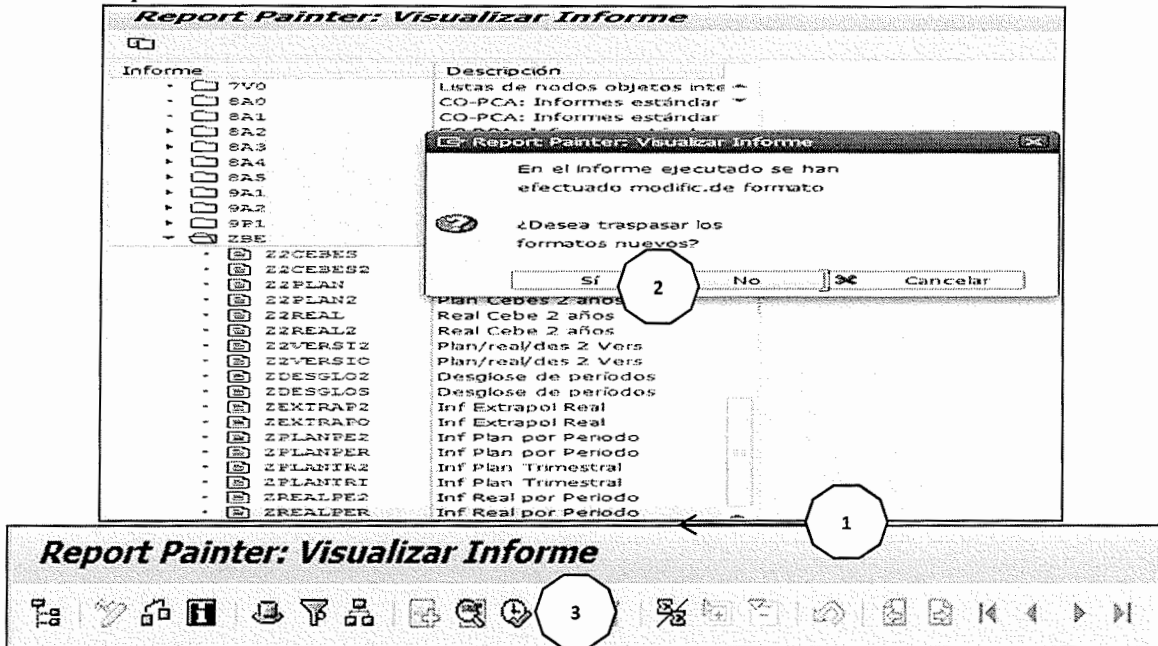 Report Painter: Visualizar Informe
Informe Descripción
7V0 Listas de nodos objetos inte
8A0 CO-PCA: Informes estándar
8A1 CO-PCA: Informes estándar
8A2
8A3
8A4
8A5
9A1
9A2
9P1
ZBE
Report Painter: Visualizar Informe
En el informe ejecutado se han
efectuado modific.de formato
¿Desea traspasar los
formatos nuevos?
Sí 2 No Cancelar
Z2CEBES
Z2CEBES2
Z2PLAN
Z2PLAN2 Plan Cebes 2 años
Z2REAL Real Cebe 2 años
Z2REAL2 Real Cebe 2 años
Z2VERSI2 Plan/real/des 2 Vers
Z2VERSIO Plan/real/des 2 Vers
ZDESGLO2 Desglose de períodos
ZDESGLOS Desglose de períodos
ZEXTRAP2 Inf Extrapol Real
ZEXTRAPO Inf Extrapol Real
ZPLANPE2 Inf Plan por Periodo
ZPLANPER Inf Plan por Periodo
ZPLANTR2 Inf Plan Trimestral
ZPLANTRI Inf Plan Trimestral
ZREALPE2 Inf Real por Periodo
ZREALPER Inf Real por Periodo
1
Report Painter: Visualizar Informe
3